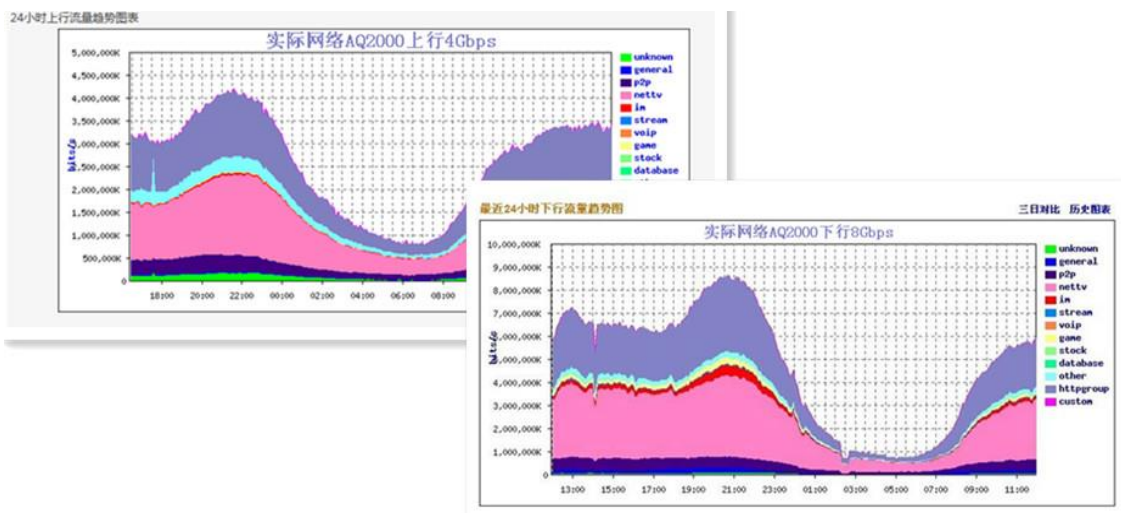 24小时上行流量趋势图表
实际网络AQ2000上行4Gbps
5,000,000K
4,500,000K
4,000,000K
3,500,000K
3,000,000K
2,500,000K
2,000,000K
1,500,000K
1,000,000K
500,000K
0
bits/s
18:00 20:00 22:00 00:00 02:00 04:00 06:00 08:00
unknown
general
p2p
nettv
im
stream
voip
game
stock
database
最近24小时下行流量趋势图
三日对比 历史图表
实际网络AQ2000下行8Gbps
10,000,000K
9,000,000K
8,000,000K
7,000,000K
6,000,000K
5,000,000K
4,000,000K
3,000,000K
2,000,000K
1,000,000K
0
bits/s
13:00 15:00 17:00 19:00 21:00 23:00 01:00 03:00 05:00 07:00 09:00 11:00
unknown
general
p2p
nettv
im
stream
voip
game
stock
database
other
httpgroup
custom